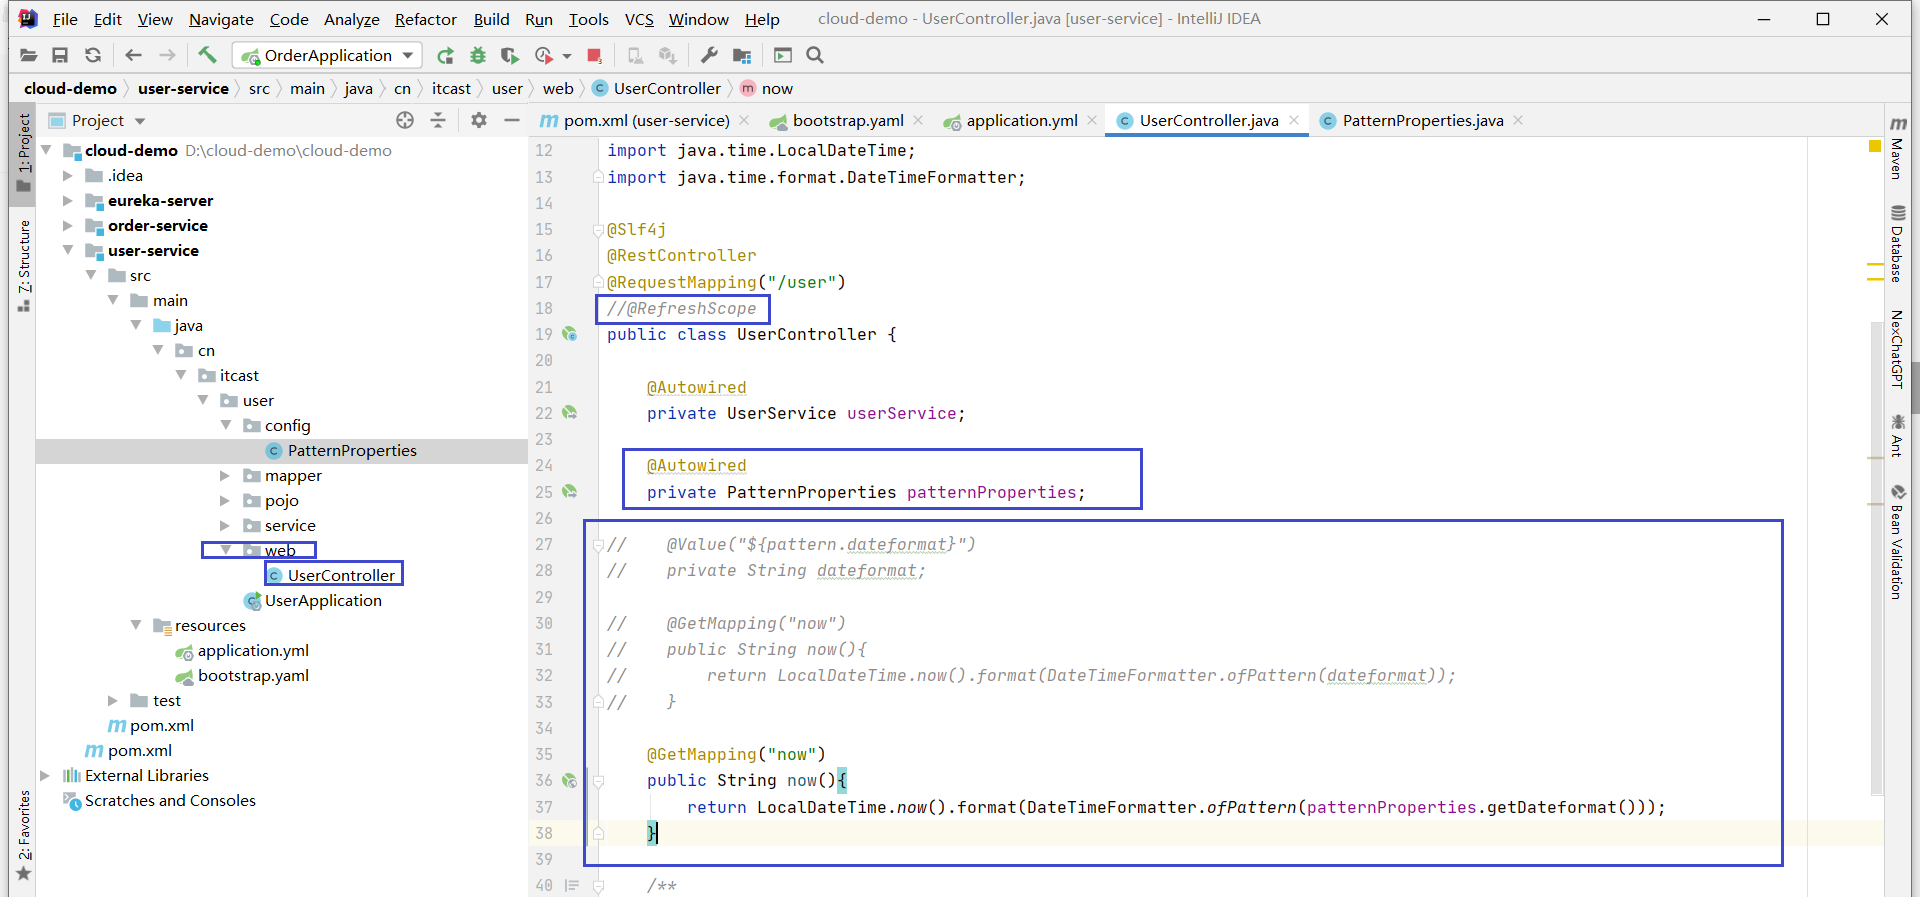 File Edit View Navigate Code Analyze Refactor Build Run Tools VCS Window Help cloud-demo - UserController.java [user-service] - IntelliJ IDEA
OrderApplication
cloud-demo user-service src main java cn itcast user web UserController now
Project
pom.xml (user-service) bootstrap.yaml application.yml UserController.java PatternProperties.java
1: Project
7: Structure
2: Favorites
cloud-demo D:\cloud-demo\cloud-demo
.idea
eureka-server
order-service
user-service
src
main
java
cn
itcast
user
config
PatternProperties
mapper
pojo
service
web
UserController
UserApplication
resources
application.yml
bootstrap.yaml
test
pom.xml
pom.xml
External Libraries
Scratches and Consoles
12 import java.time.LocalDateTime;
13 import java.time.format.DateTimeFormatter;
14
15 @Slf4j
16 @RestController
17 @RequestMapping("/user")
18 //@RefreshScope
19 public class UserController {
20
21 @Autowired
22 private UserService userService;
23
24 @Autowired
25 private PatternProperties patternProperties;
26
27 // @Value("${pattern.dateformat}")
28 // private String dateformat;
29
30 // @GetMapping("now")
31 // public String now(){
32 // return LocalDateTime.now().format(DateTimeFormatter.ofPattern(dateformat));
33 // }
34
35 @GetMapping("now")
36 public String now(){
37 return LocalDateTime.now().format(DateTimeFormatter.ofPattern(patternProperties.getDateformat()));
38 }
39
40 /**
Maven
Database
NexChatGPT
Ant
Bean Validation